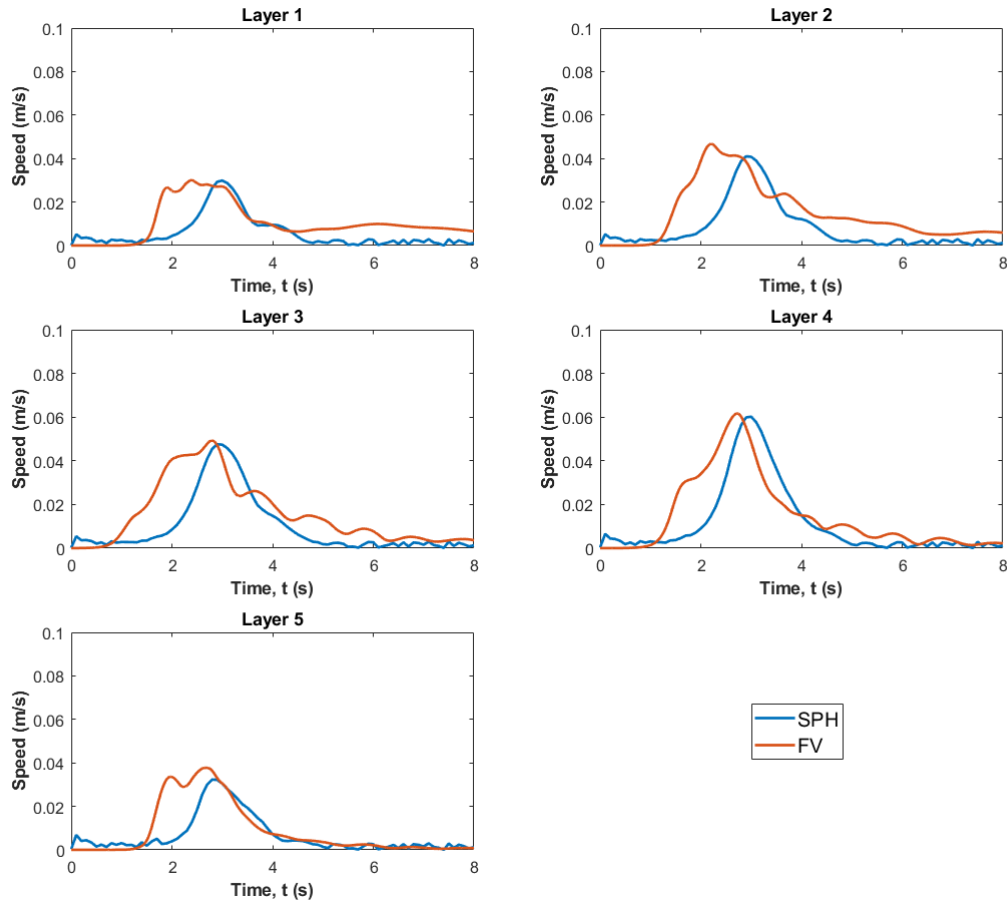 Layer 1
0.1
0.08
0.06
0.04
0.02
0
Speed (m/s)
0 2 4 6 8
Time, t (s)
Layer 2
0.1
0.08
0.06
0.04
0.02
0
Speed (m/s)
0 2 4 6 8
Time, t (s)
Layer 3
0.1
0.08
0.06
0.04
0.02
0
Speed (m/s)
0 2 4 6 8
Time, t (s)
Layer 4
0.1
0.08
0.06
0.04
0.02
0
Speed (m/s)
0 2 4 6 8
Time, t (s)
Layer 5
0.1
0.08
0.06
0.04
0.02
0
Speed (m/s)
0 2 4 6 8
Time, t (s)
SPH
FV